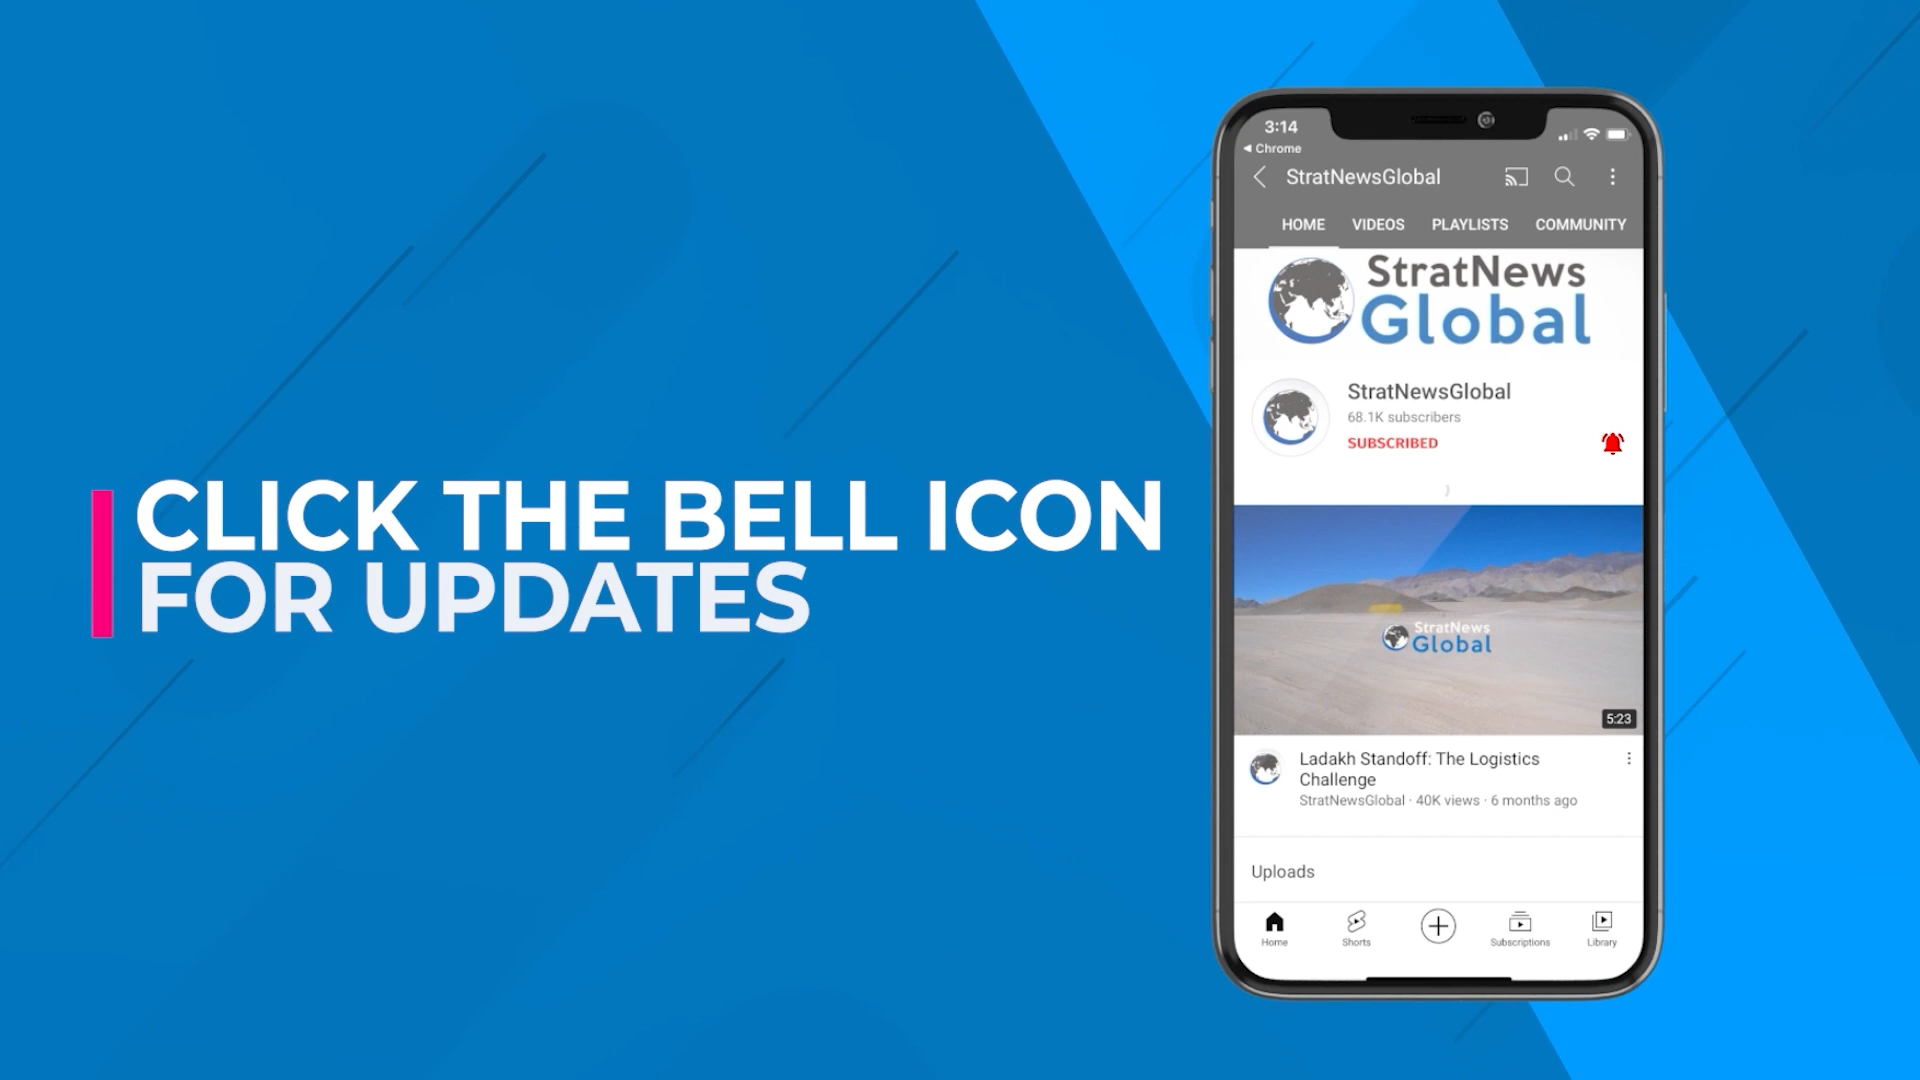 CLICK THE BELL ICON
FOR UPDATES
3:14
Chrome
StratNewsGlobal
HOME VIDEOS PLAYLISTS COMMUNITY
StratNews
Global
StratNewsGlobal
68.1K subscribers
SUBSCRIBED
StratNews
Global
5:23
Ladakh Standoff: The Logistics
Challenge
StratNewsGlobal · 40K views · 6 months ago
Uploads
Home Shorts Subscriptions Library